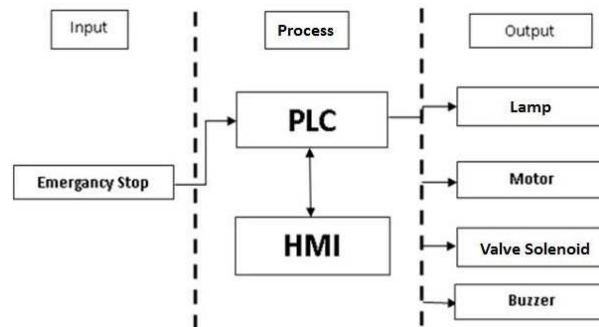 Input
Process
Output
PLC
Lamp
Emergancy Stop
Motor
HMI
Valve Solenoid
Buzzer